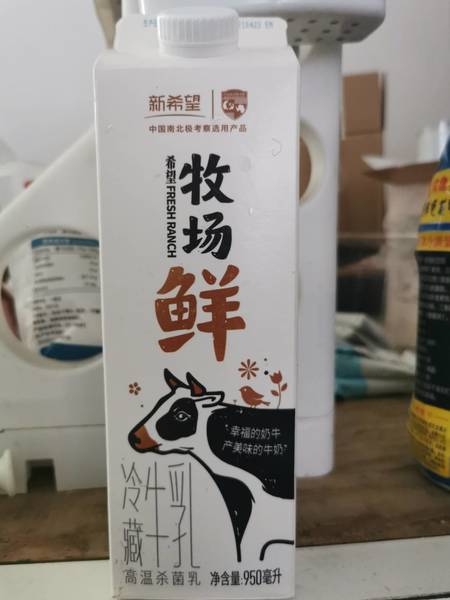 新希望
中国南北极考察选用产品
希望
FRESH RANCH
牧场
鲜
"幸福的奶牛
产美味的牛奶"
冷藏牛乳
高温杀菌乳
净含量:950毫升